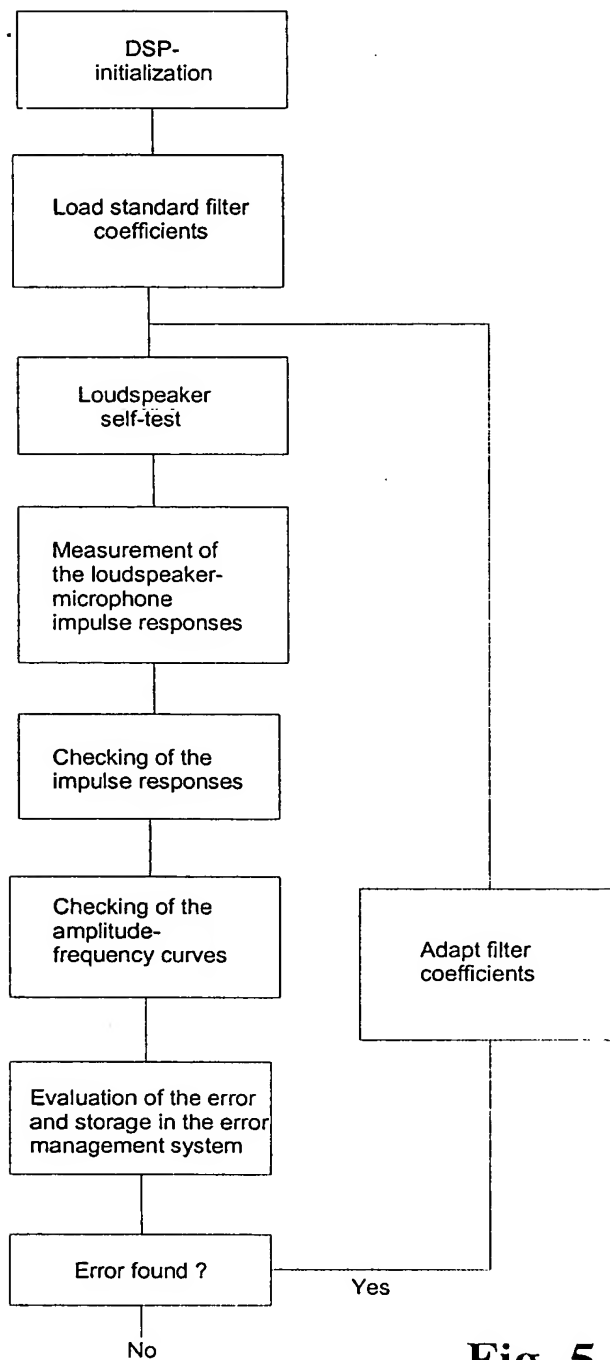 DSP-
initialization
Load standard filter
coefficients
Loudspeaker
self-test
Measurement of
the loudspeaker-
microphone
impulse responses
Checking of the
impulse responses
Checking of the
amplitude-
frequency curves
Adapt filter
coefficients
Evaluation of the error
and storage in the error
management system
Error found ?
Yes
No
Fig. 5